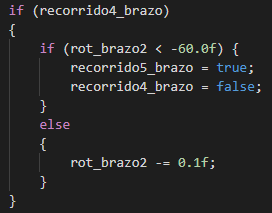 if (recorrido4_brazo)
{
    if (rot_brazo2 < -60.0f) {
        recorrido5_brazo = true;
        recorrido4_brazo = false;
    }
    else
    {
        rot_brazo2 -= 0.1f;
    }
}